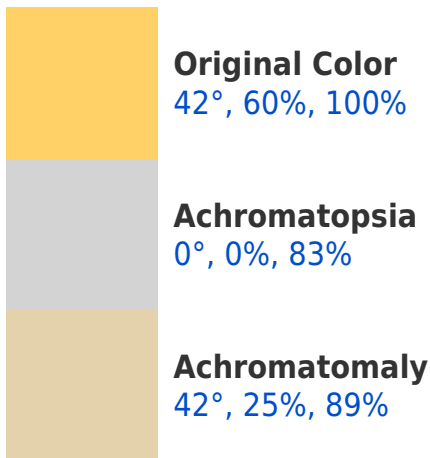 Original Color
42°, 60%, 100%
Achromatopsia
0°, 0%, 83%
Achromatomaly
42°, 25%, 89%